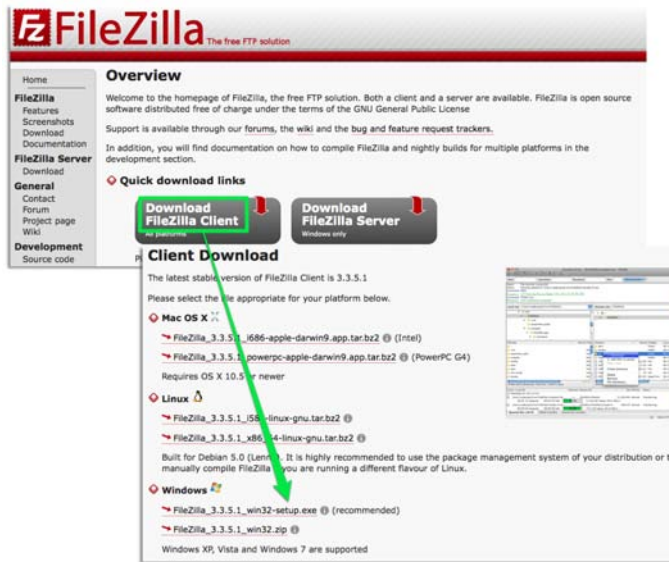 FileZilla The free FTP solution
Home
FileZilla
Features
Screenshots
Download
Documentation
FileZilla Server
Download
General
Contact
Forum
Project page
Wiki
Development
Source code
Overview
Welcome to the homepage of FileZilla, the free FTP solution. Both a client and a server are available. FileZilla is open source
software distributed free of charge under the terms of the GNU General Public License
Support is available through our forums, the wiki and the bug and feature request trackers.
In addition, you will find documentation on how to compile FileZilla and nightly builds for multiple platforms in the
development section.
Quick download links
Download
FileZilla Client
All platforms
Download
FileZilla Server
Windows only
Client Download
The latest stable version of FileZilla Client is 3.3.5.1
Please select the file appropriate for your platform below.
Mac OS X
FileZilla_3.3.5.1_i686-apple-darwin9.app.tar.bz2 (Intel)
FileZilla_3.3.5.1_powerpc-apple-darwin9.app.tar.bz2 (PowerPC G4)
Requires OS X 10.5 or newer
Linux
FileZilla_3.3.5.1_i586-linux-gnu.tar.bz2
FileZilla_3.3.5.1_x86_64-linux-gnu.tar.bz2
Built for Debian 5.0 (Lenny). It is highly recommended to use the package management system of your distribution or t
manually compile FileZilla if you are running a different flavour of Linux.
Windows
FileZilla_3.3.5.1_win32-setup.exe (recommended)
FileZilla_3.3.5.1_win32.zip
Windows XP, Vista and Windows 7 are supported